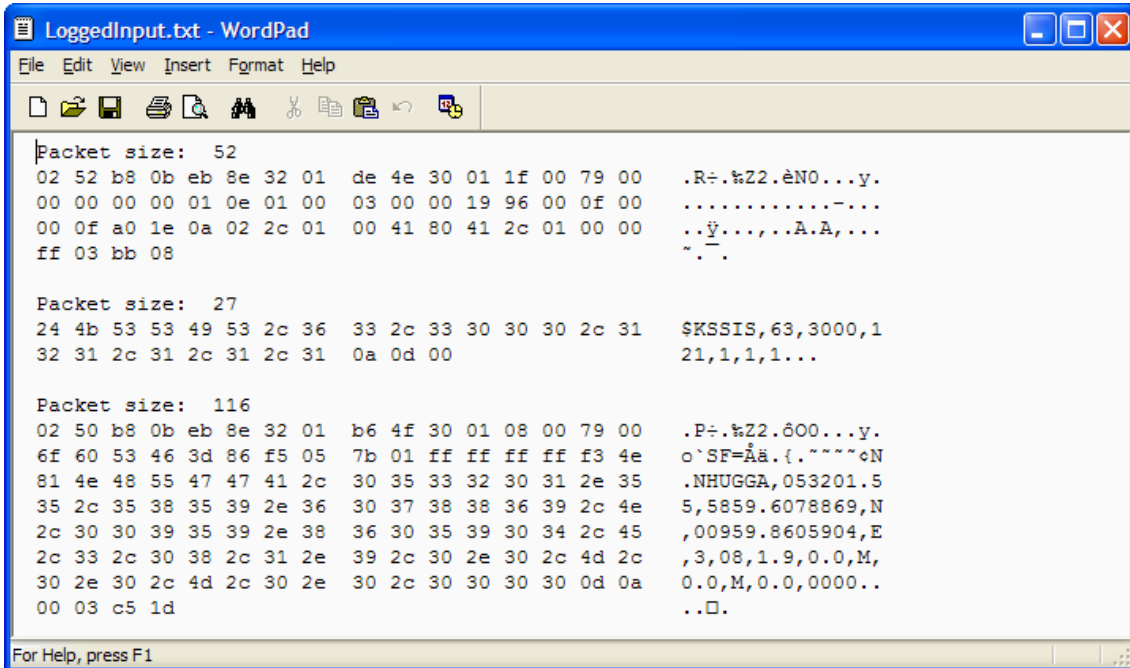 LoggedInput.txt - WordPad
File Edit View Insert Format Help
Packet size:  52
02 52 b8 0b eb 8e 32 01  de 4e 30 01 1f 00 79 00   .R÷.‰Z2.èN0...y.
00 00 00 00 01 0e 01 00  03 00 00 19 96 00 0f 00   ............–...
00 0f a0 1e 0a 02 2c 01  00 41 80 41 2c 01 00 00   ..ÿ...,..A.A,...
ff 03 bb 08   ˜.¯.
Packet size:  27
24 4b 53 53 49 53 2c 36  33 2c 33 30 30 30 2c 31   $KSSIS,63,3000,1
32 31 2c 31 2c 31 2c 31  0a 0d 00   21,1,1,1...
Packet size:  116
02 50 b8 0b eb 8e 32 01  b6 4f 30 01 08 00 79 00   .P÷.‰Z2.ôO0...y.
6f 60 53 46 3d 86 f5 05  7b 01 ff ff ff ff f3 4e   o`SF=Åä.{.˜˜˜˜¢N
81 4e 48 55 47 47 41 2c  30 35 33 32 30 31 2e 35   .NHUGGA,053201.5
35 2c 35 38 35 39 2e 36  30 37 38 38 36 39 2c 4e   5,5859.6078869,N
2c 30 30 39 35 39 2e 38  36 30 35 39 30 34 2c 45   ,00959.8605904,E
2c 33 2c 30 38 2c 31 2e  39 2c 30 2e 30 2c 4d 2c   ,3,08,1.9,0.0,M,
30 2e 30 2c 4d 2c 30 2e  30 2c 30 30 30 30 0d 0a   0.0,M,0.0,0000..
00 03 c5 1d   ..□.
For Help, press F1